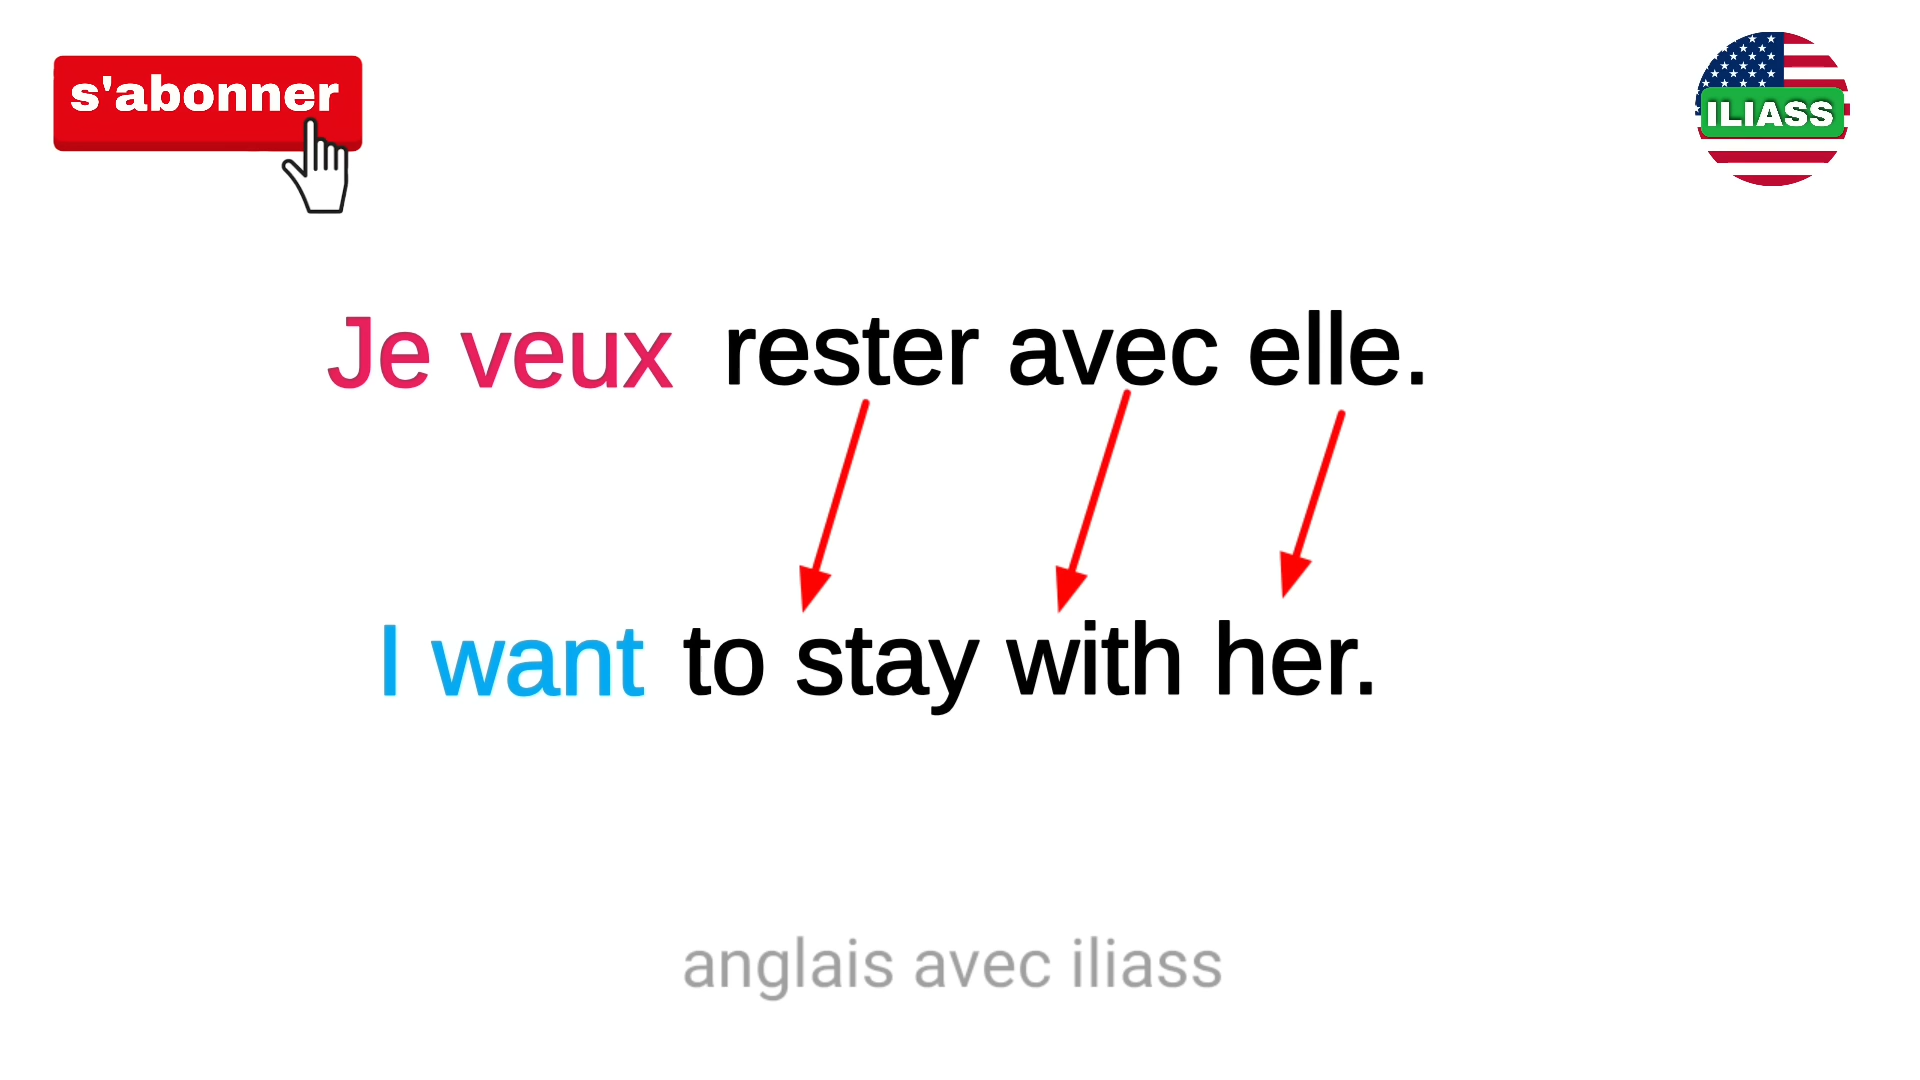 s'abonner
ILIASS
Je veux rester avec elle.
I want to stay with her.
anglais avec iliass